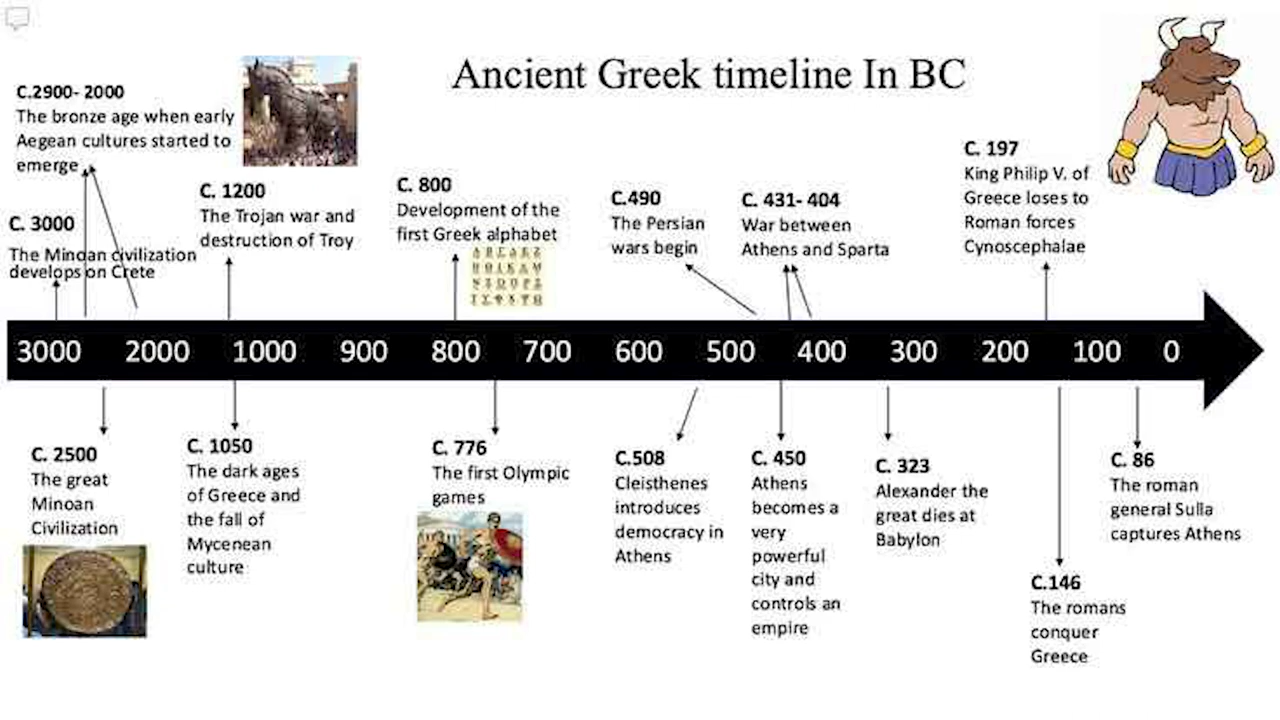 Ancient Greek timeline In BC
C.2900- 2000
The bronze age when early
Aegean cultures started to
emerge
C. 3000
The Minoan civilization
develops on Crete
C. 1200
The Trojan war and
destruction of Troy
C. 800
Development of the
first Greek alphabet
C.490
The Persian
wars begin
C. 431- 404
War between
Athens and Sparta
C. 197
King Philip V. of
Greece loses to
Roman forces
Cynoscephalae
3000 2000 1000 900 800 700 600 500 400 300 200 100 0
C. 2500
The great
Minoan
Civilization
C. 1050
The dark ages
of Greece and
the fall of
Mycenean
culture
C. 776
The first Olympic
games
C.508
Cleisthenes
introduces
democracy in
Athens
C. 450
Athens
becomes a
very
powerful
city and
controls an
empire
C. 323
Alexander the
great dies at
Babylon
C.146
The romans
conquer
Greece
C. 86
The roman
general Sulla
captures Athens